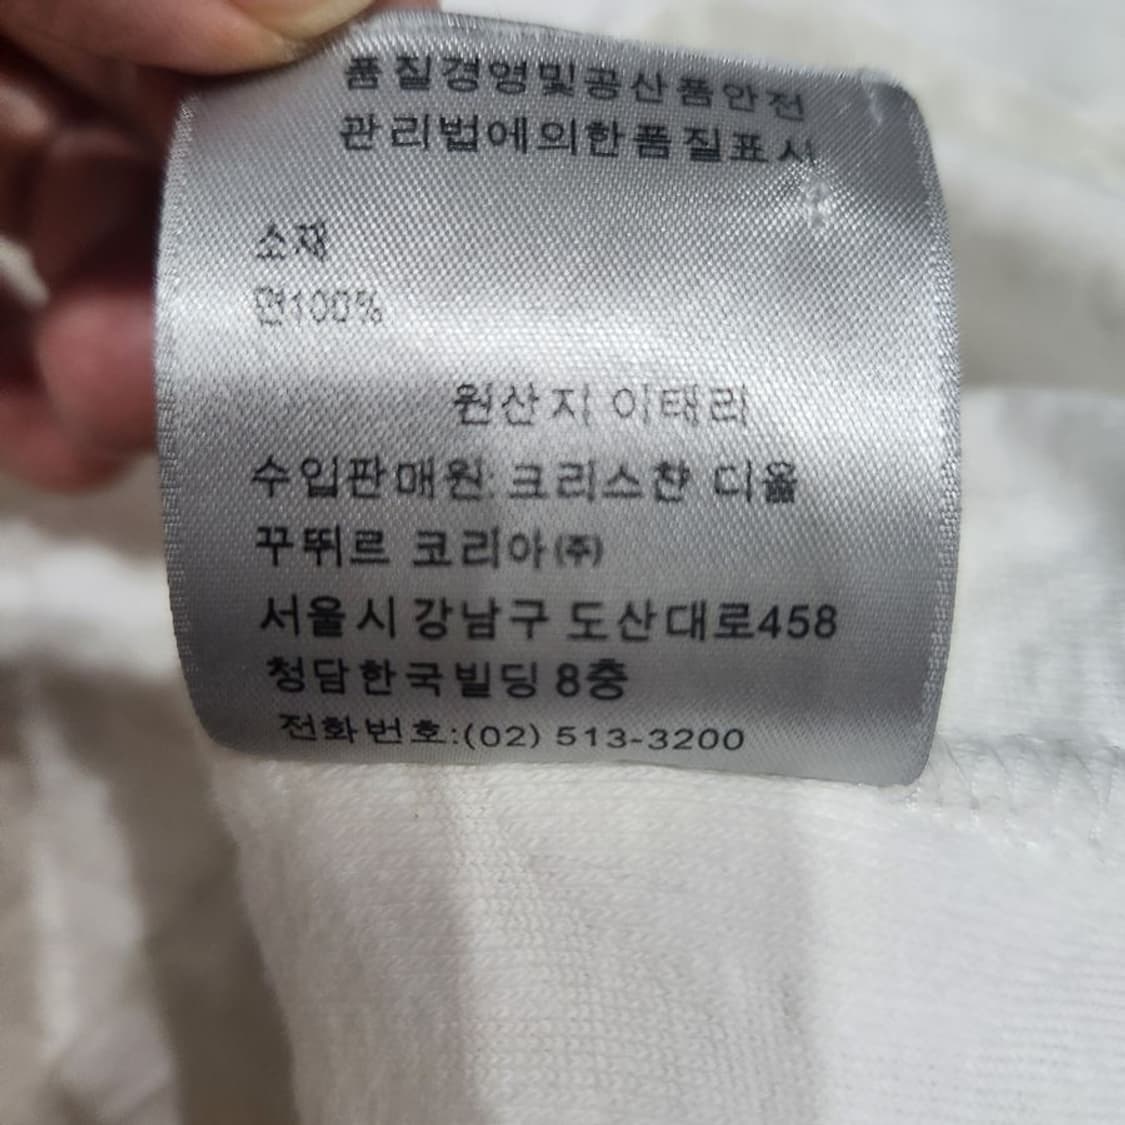 품질경영및공산품안전
관리법에의한품질표시
소재
면100%
원산지 이태리
수입판매원: 크리스챤 디올
꾸뛰르 코리아(주)
서울시 강남구 도산대로458
청담한국빌딩 8층
전화번호:(02) 513-3200